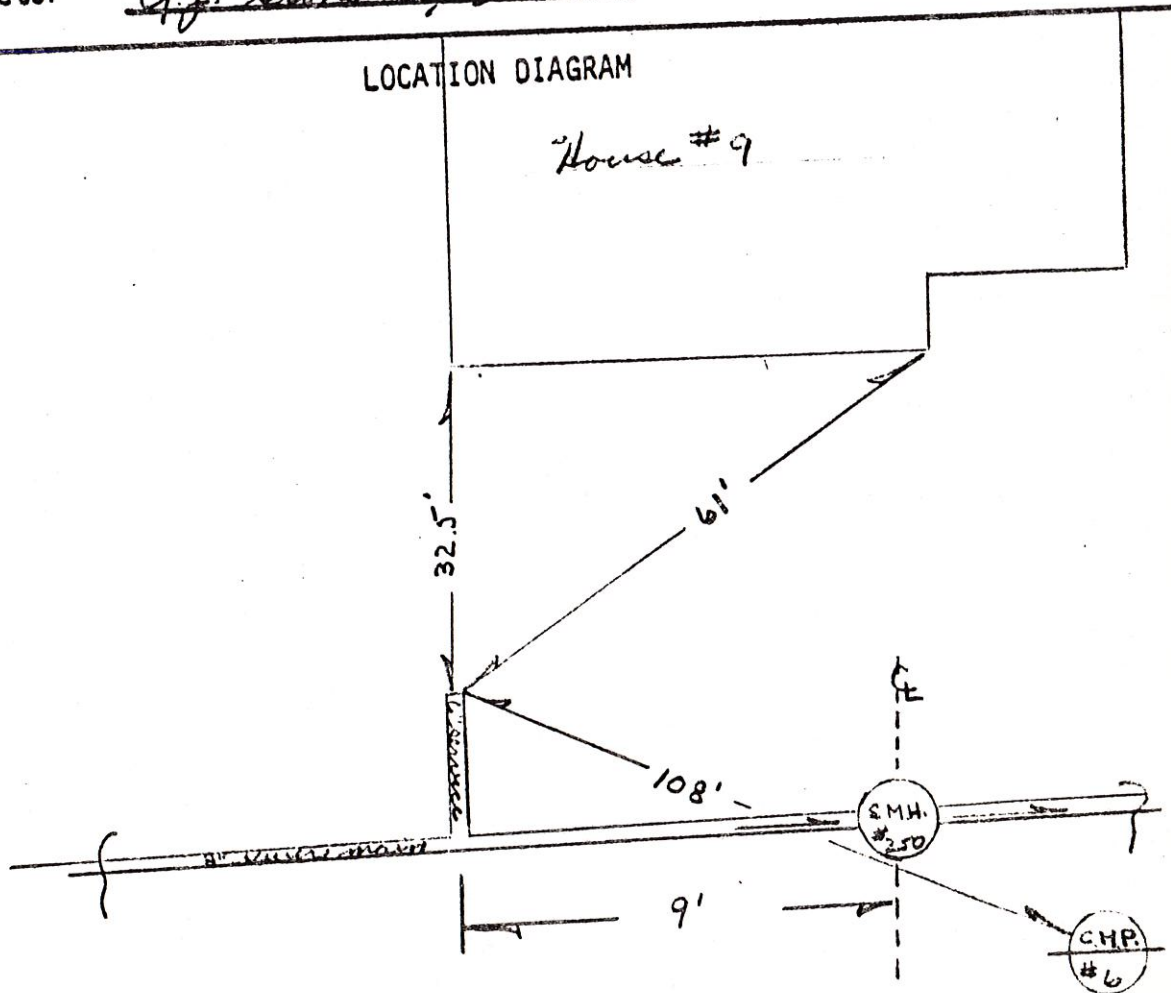 LOCATION DIAGRAM
House # 9
32.5'
61'
108'
S.M.H.
#250
9'
C.M.P.
# 6